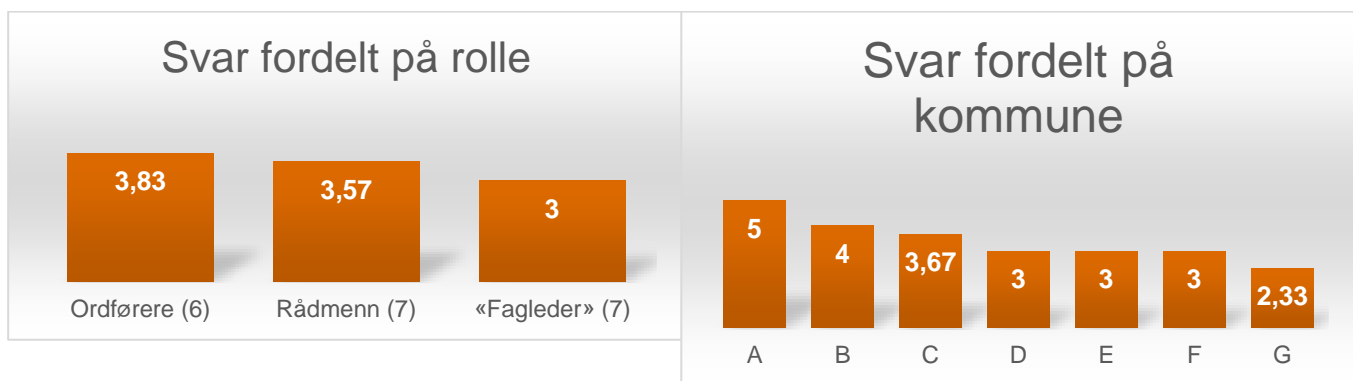 Svar fordelt på rolle
3,83
3,57
3
Ordførere (6)
Rådmenn (7)
«Fagleder» (7)
Svar fordelt på
kommune
5
4
3,67
3
3
3
2,33
A
B
C
D
E
F
G